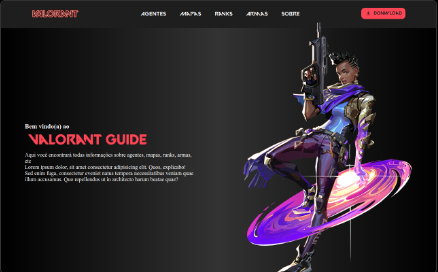 VALORANT
AGENTES MAPAS RANKS ARMAS SOBRE
DOWNLOAD
Bem vindo(a) ao
VALORANT GUIDE
Aqui você encontrará todas informações sobre agentes, mapas, ranks, armas,
etc
Lorem ipsum dolor, sit amet consectetur adipisicing elit. Quos, explicabo!
Sed enim fuga, consectetur eveniet natus tempora necessitatibus veniam quae
illum accusamus. Quo repellendus ut in architecto harum beatae quas?